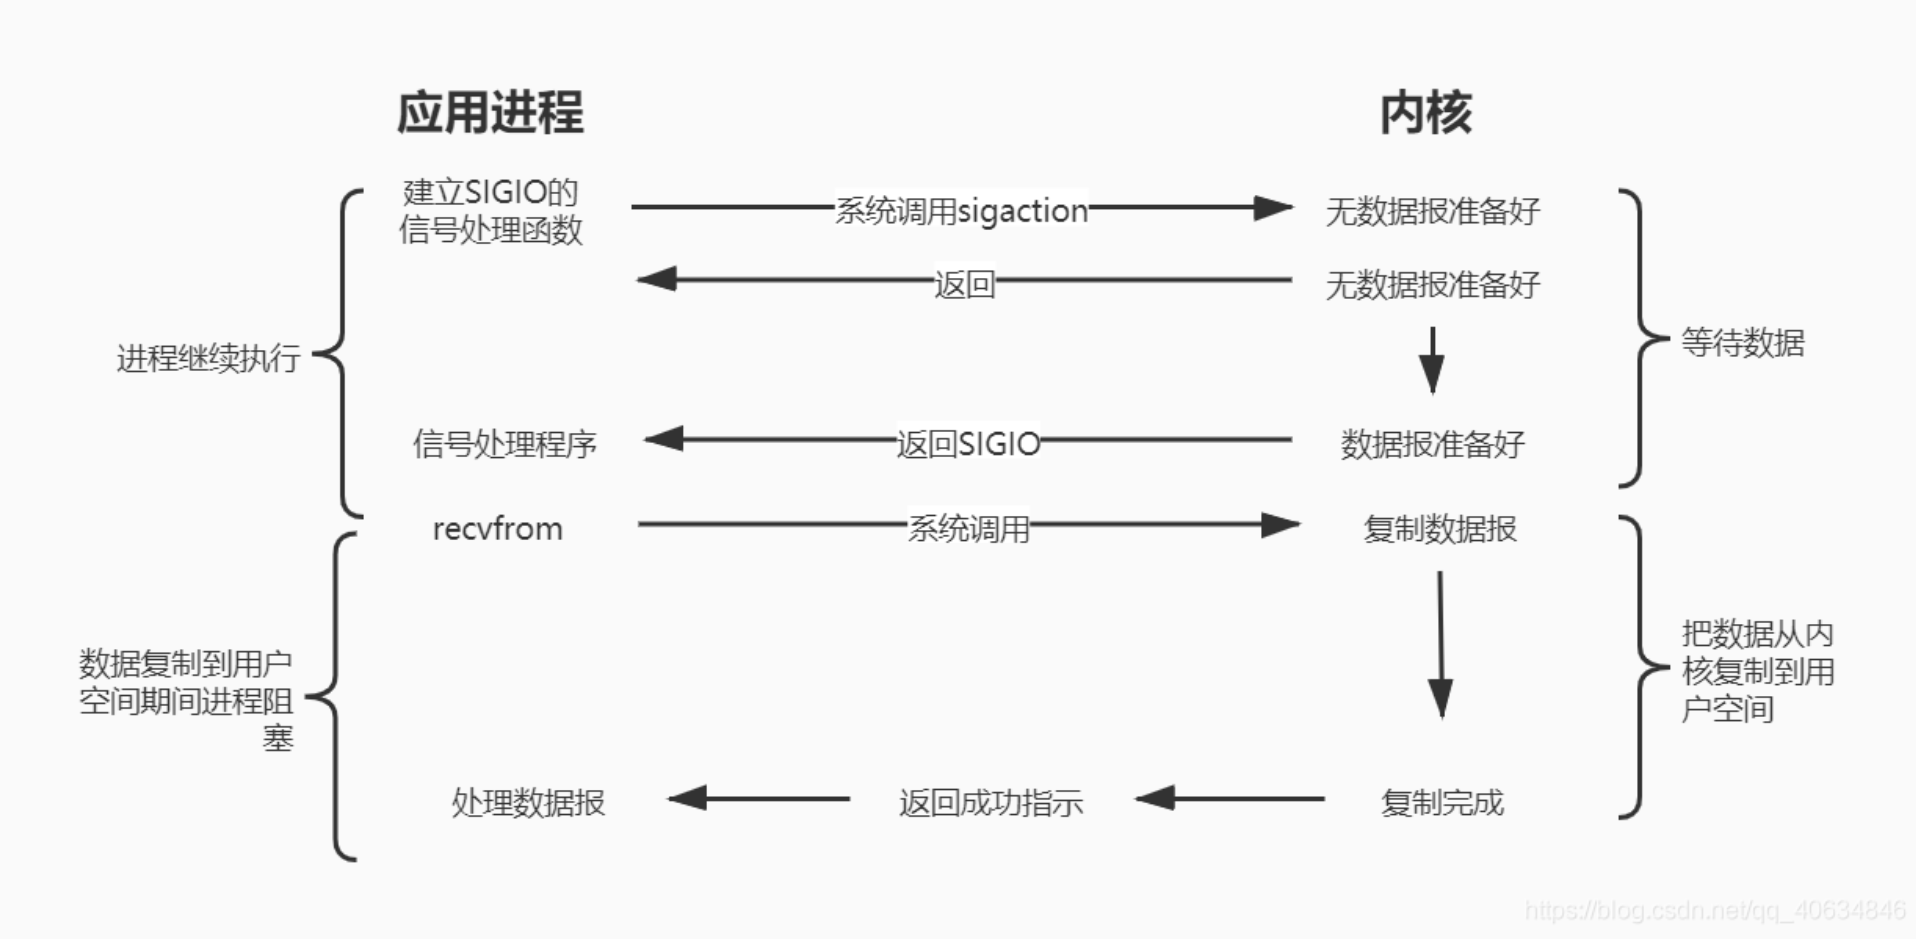 应用进程
内核
建立SIGIO的
信号处理函数
系统调用sigaction
无数据报准备好
返回
无数据报准备好
进程继续执行
等待数据
信号处理程序
返回SIGIO
数据报准备好
recvfrom
系统调用
复制数据报
数据复制到用户
空间期间进程阻
塞
把数据从内
核复制到用
户空间
处理数据报
返回成功指示
复制完成
https://blog.csdn.net/qq_40634846